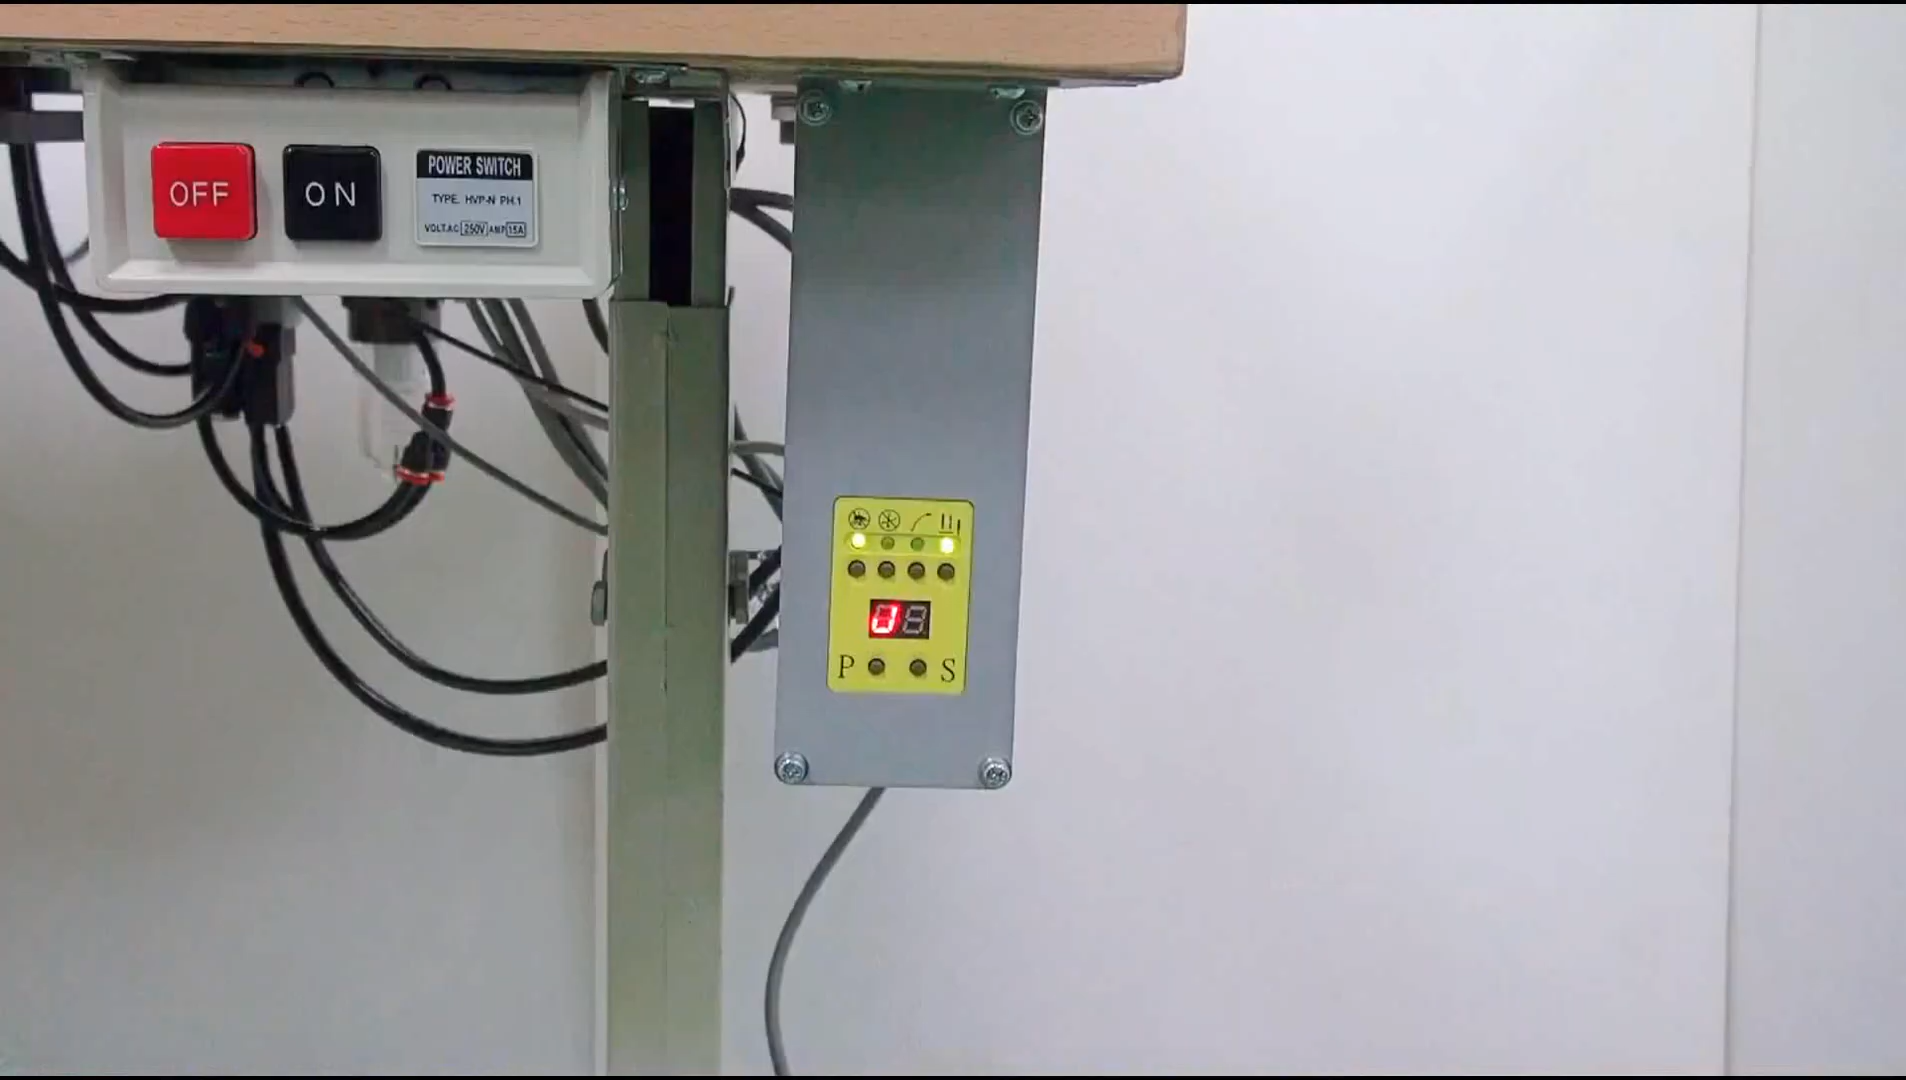 OFF
ON
POWER SWITCH
TYPE. HVP-N PH.1
VOLT.AC 250V AMP 15A
P S